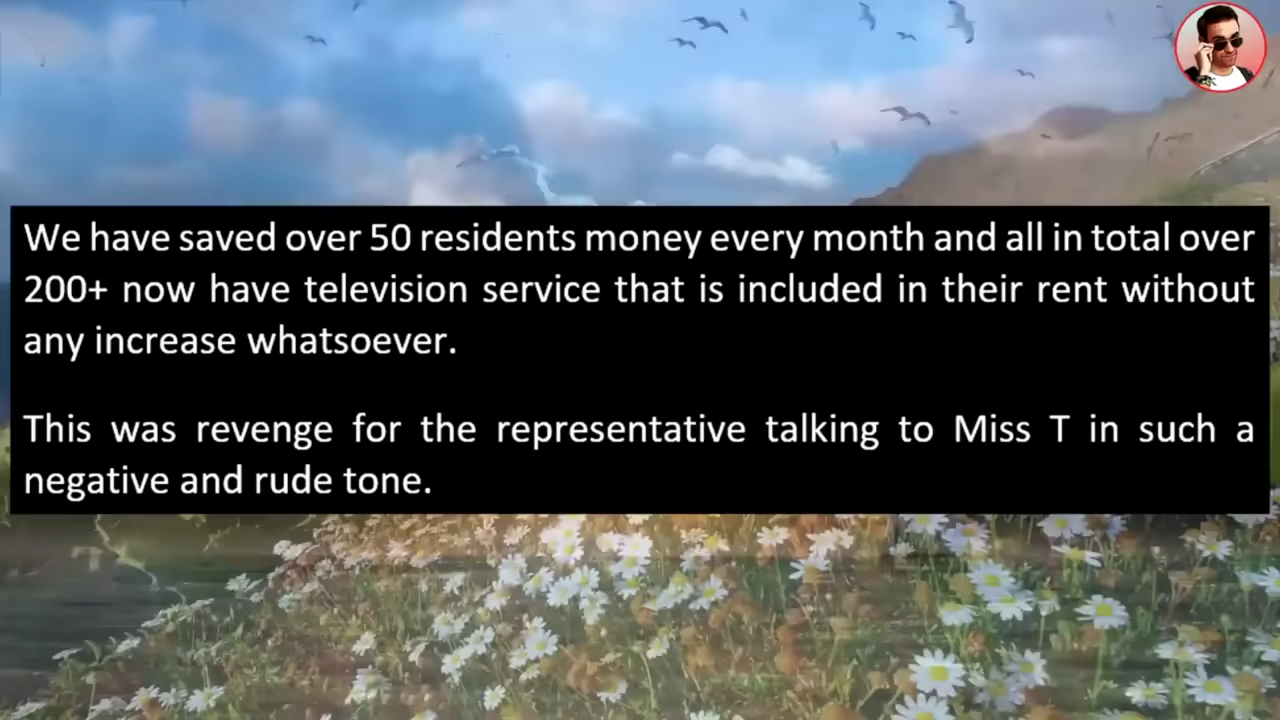 We have saved over 50 residents money every month and all in total over
200+ now have television service that is included in their rent without
any increase whatsoever.
This was revenge for the representative talking to Miss T in such a
negative and rude tone.